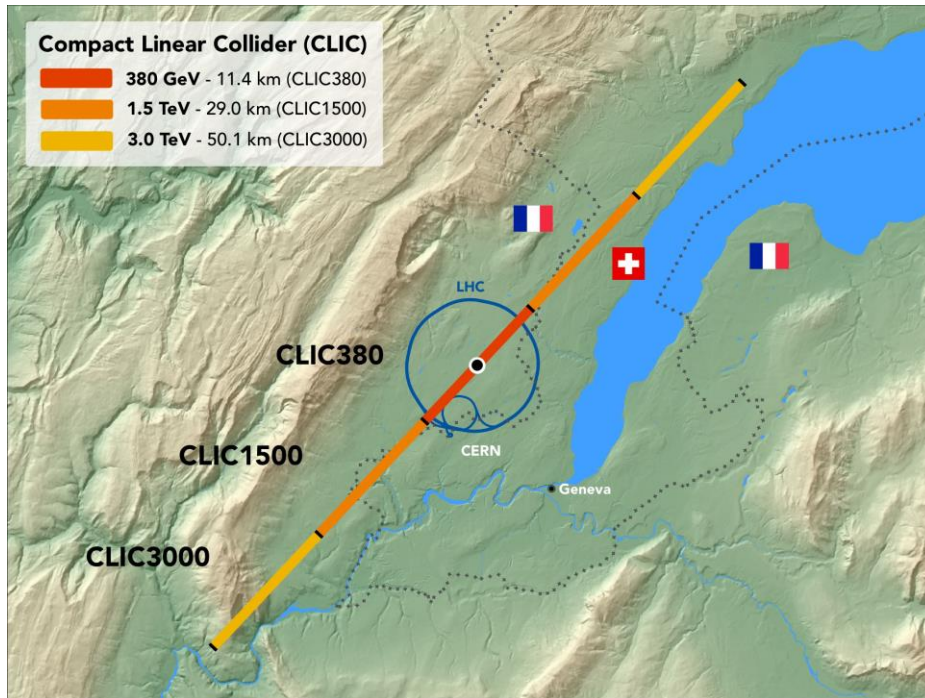 Compact Linear Collider (CLIC)
380 GeV - 11.4 km (CLIC380)
1.5 TeV - 29.0 km (CLIC1500)
3.0 TeV - 50.1 km (CLIC3000)
LHC
CLIC380
CLIC1500
CERN
Geneva
CLIC3000